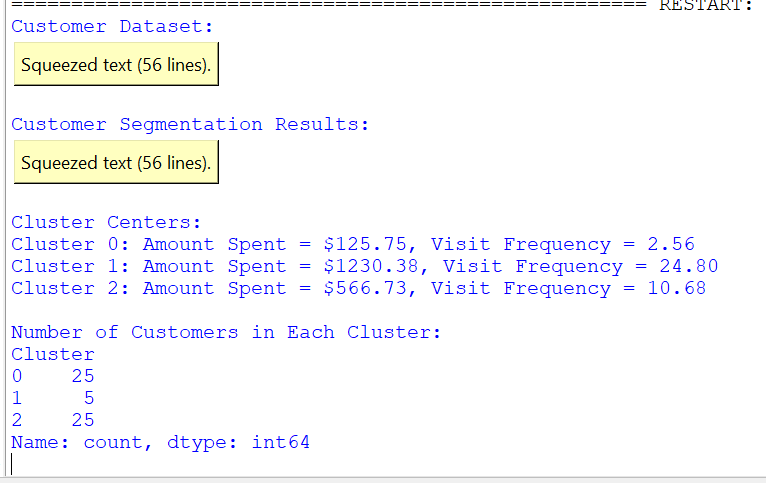 ===================================================== RESTART:
Customer Dataset:
Squeezed text (56 lines).
Customer Segmentation Results:
Squeezed text (56 lines).
Cluster Centers:
Cluster 0: Amount Spent = $125.75, Visit Frequency = 2.56
Cluster 1: Amount Spent = $1230.38, Visit Frequency = 24.80
Cluster 2: Amount Spent = $566.73, Visit Frequency = 10.68
Number of Customers in Each Cluster:
Cluster
0    25
1     5
2    25
Name: count, dtype: int64